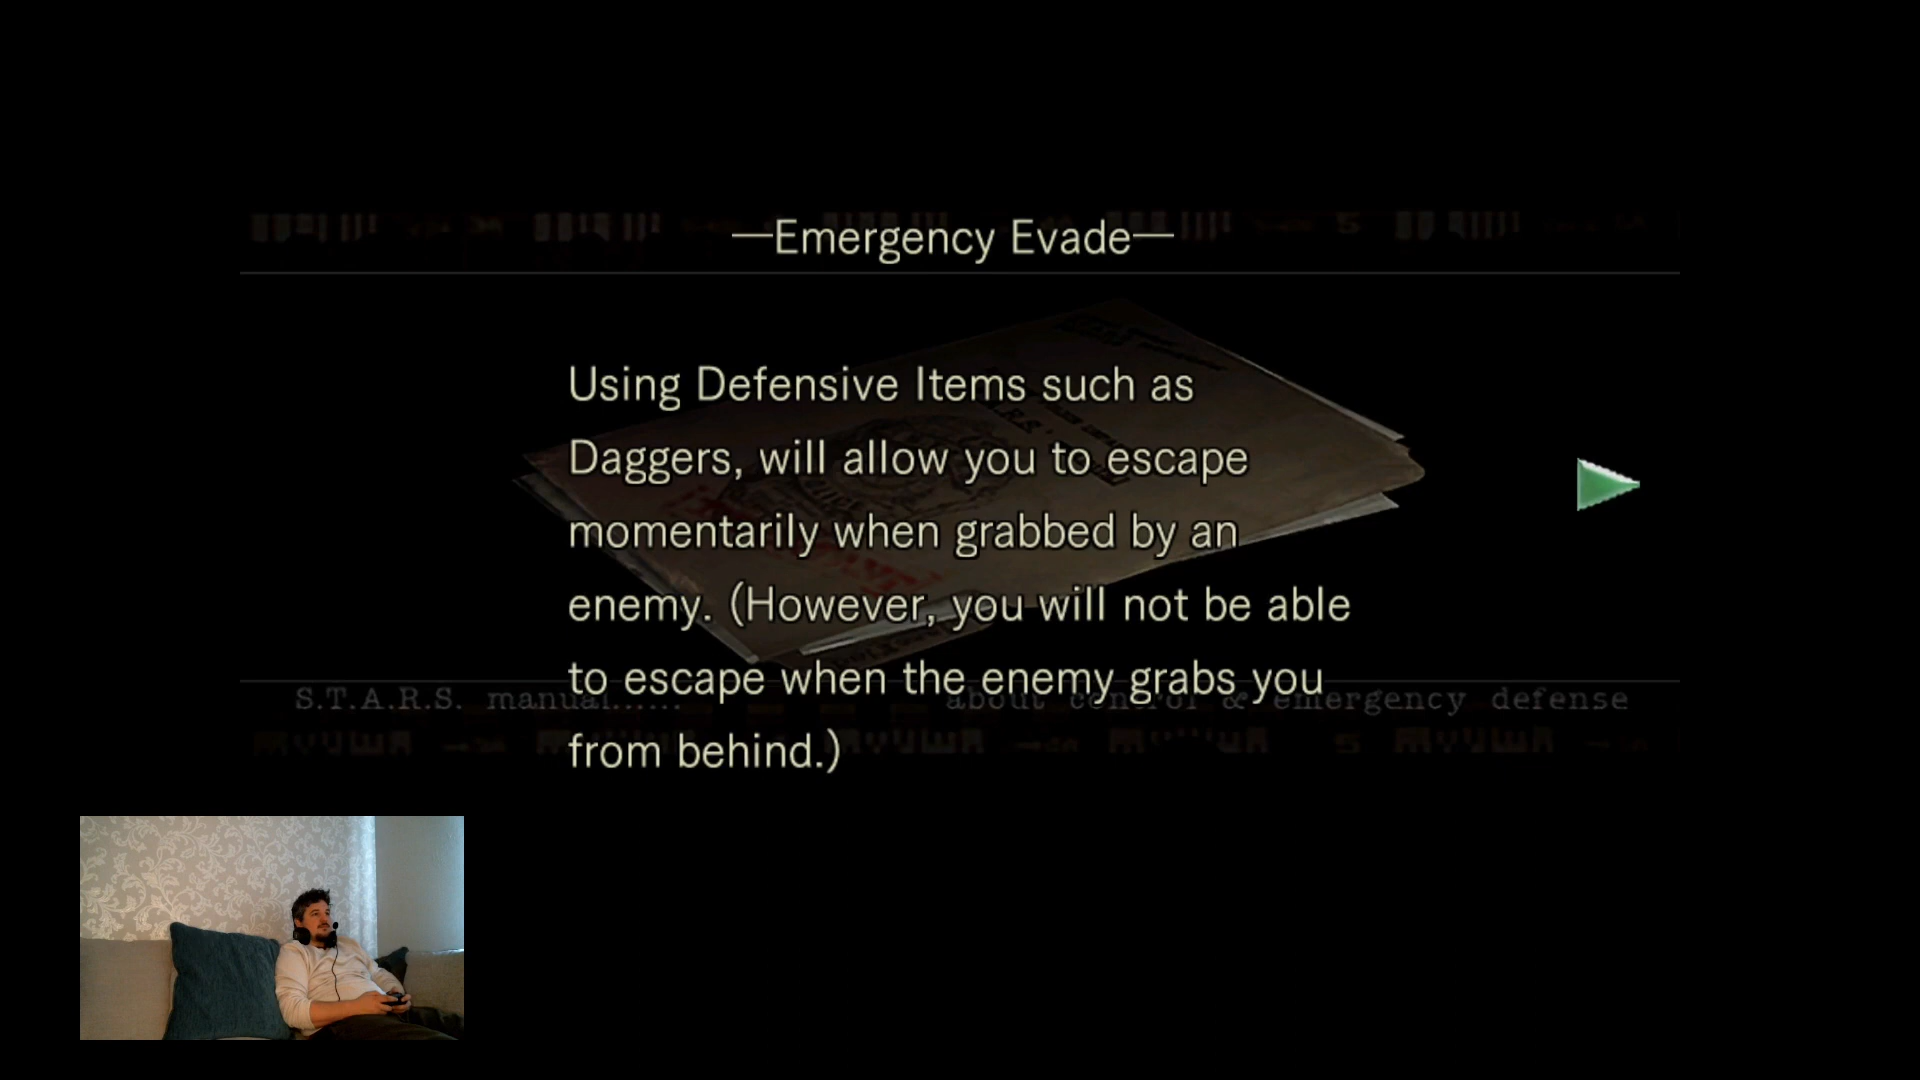 —Emergency Evade—
Using Defensive Items such as
Daggers, will allow you to escape
momentarily when grabbed by an
enemy. (However, you will not be able
to escape when the enemy grabs you
from behind.)
S.T.A.R.S. manual...... about control & emergency defense